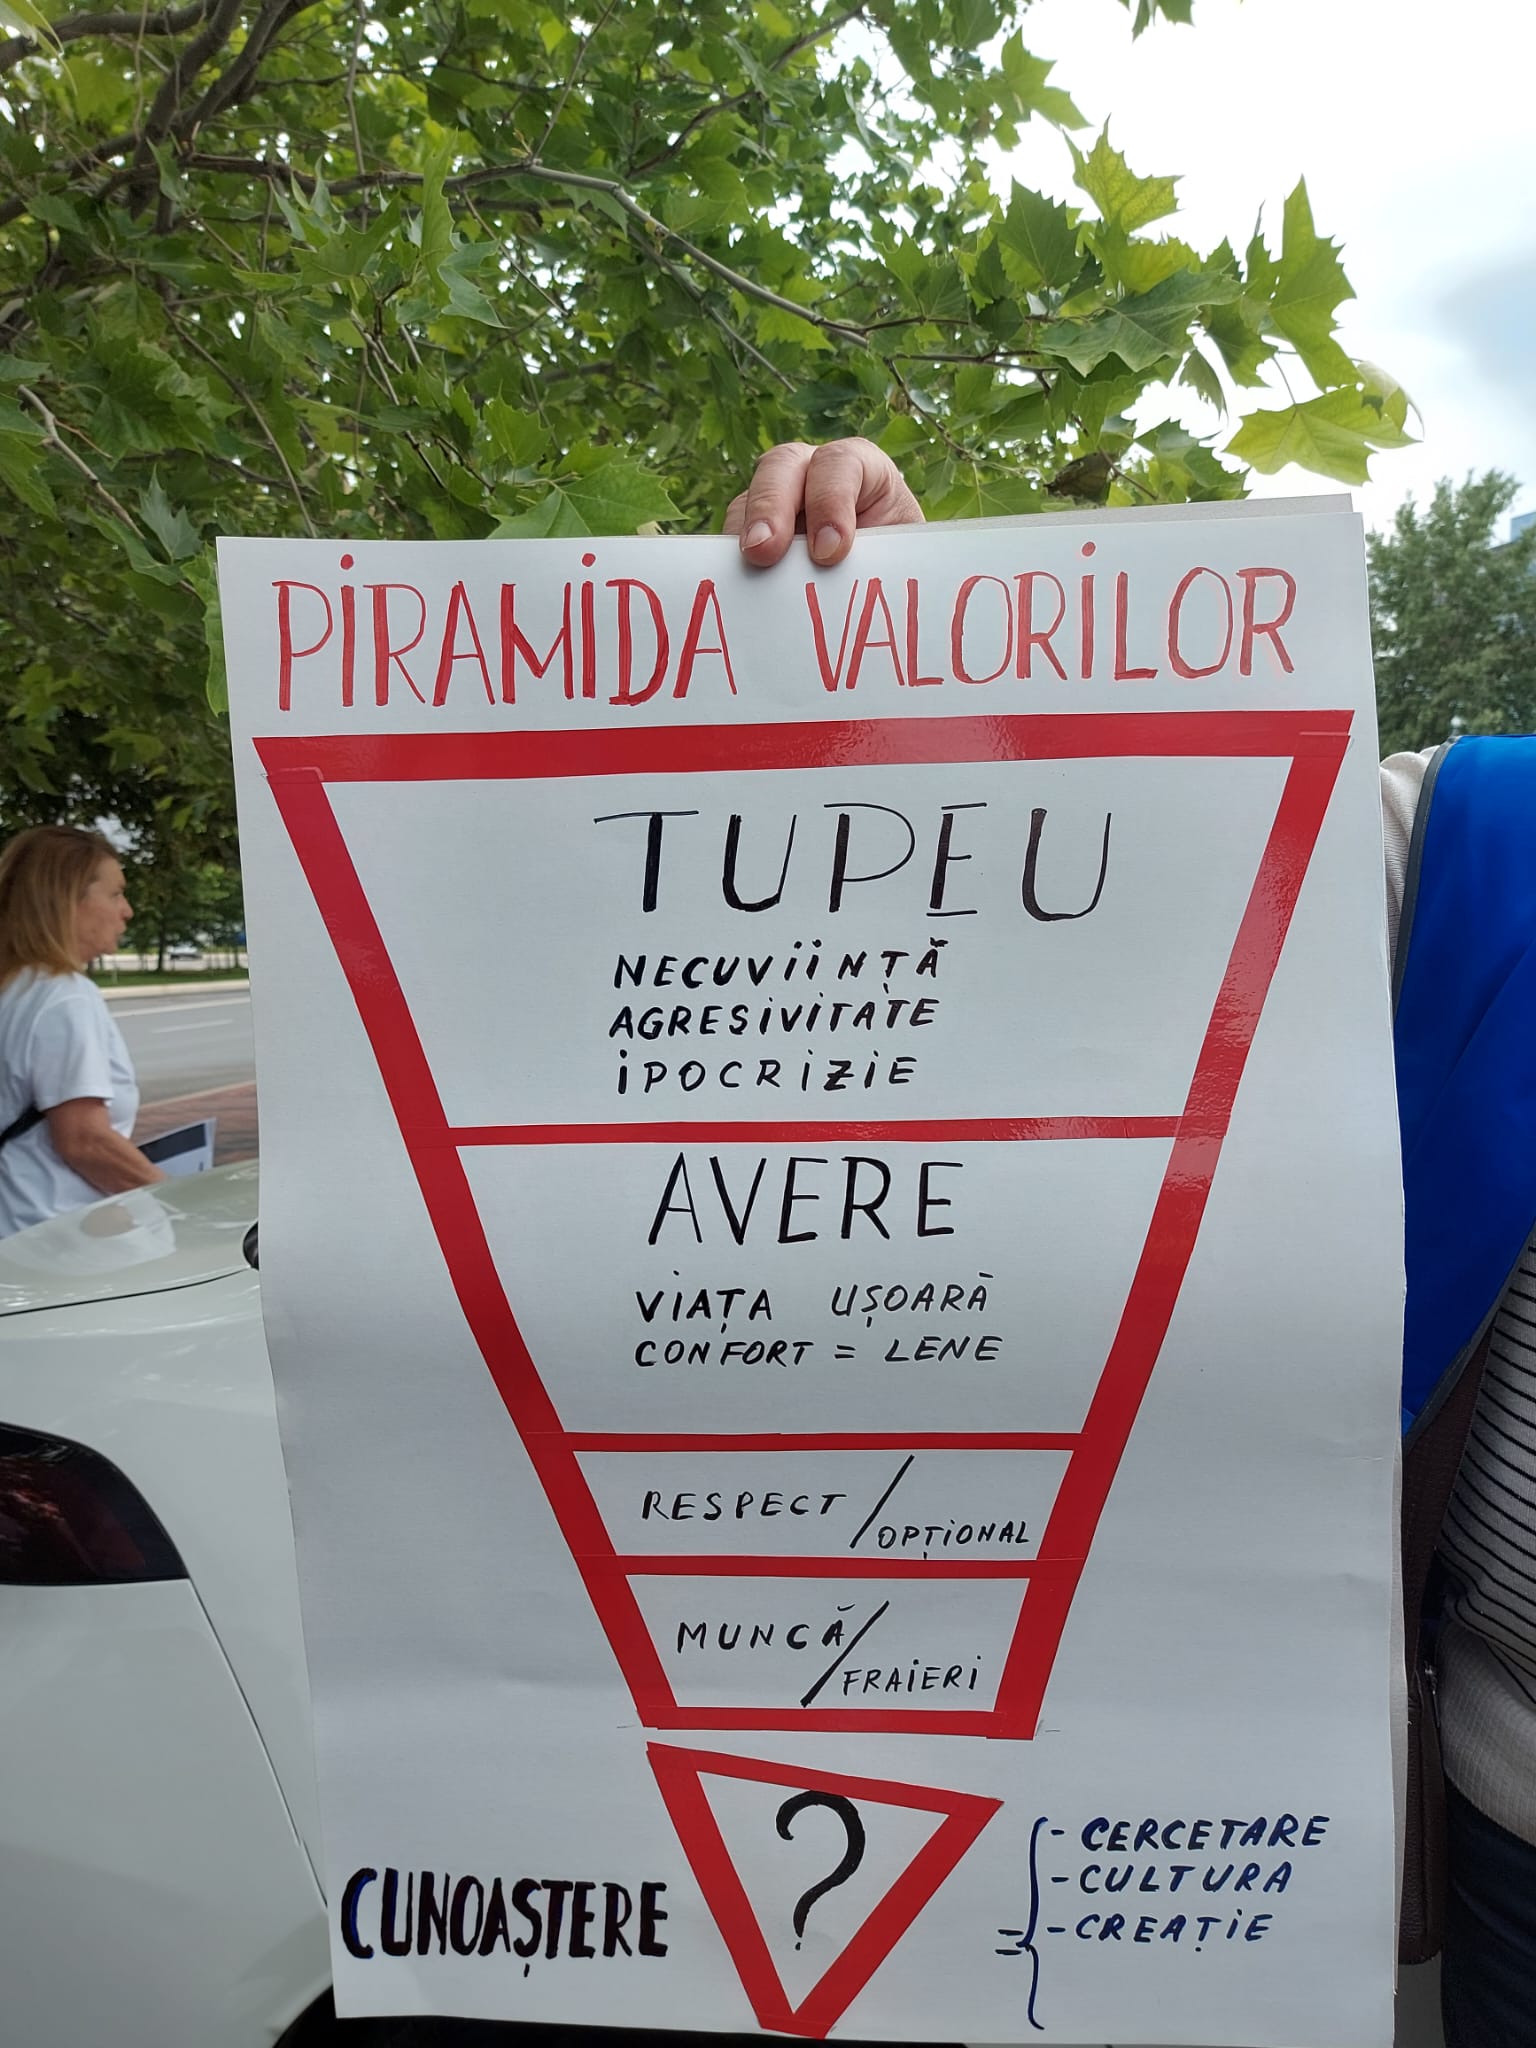 PIRAMIDA VALORILOR
TUPEU
NECUVIINȚĂ
AGRESIVITATE
IPOCRIZIE
AVERE
VIAȚA UȘOARĂ
CONFORT = LENE
RESPECT / OPȚIONAL
MUNCĂ / FRAIERI
?
CUNOAȘTERE
= { - CERCETARE
- CULTURA
- CREAȚIE